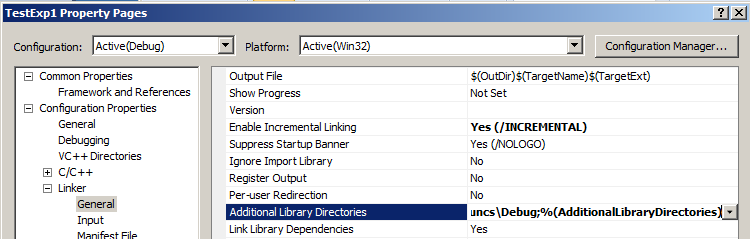 TestExp1 Property Pages
Configuration: Active(Debug) Platform: Active(Win32) Configuration Manager...
Common Properties
Framework and References
Configuration Properties
General
Debugging
VC++ Directories
C/C++
Linker
General
Input
Manifest File
Output File $(OutDir)$(TargetName)$(TargetExt)
Show Progress Not Set
Version
Enable Incremental Linking Yes (/INCREMENTAL)
Suppress Startup Banner Yes (/NOLOGO)
Ignore Import Library No
Register Output No
Per-user Redirection No
Additional Library Directories uncs\Debug;%(AdditionalLibraryDirectories)
Link Library Dependencies Yes